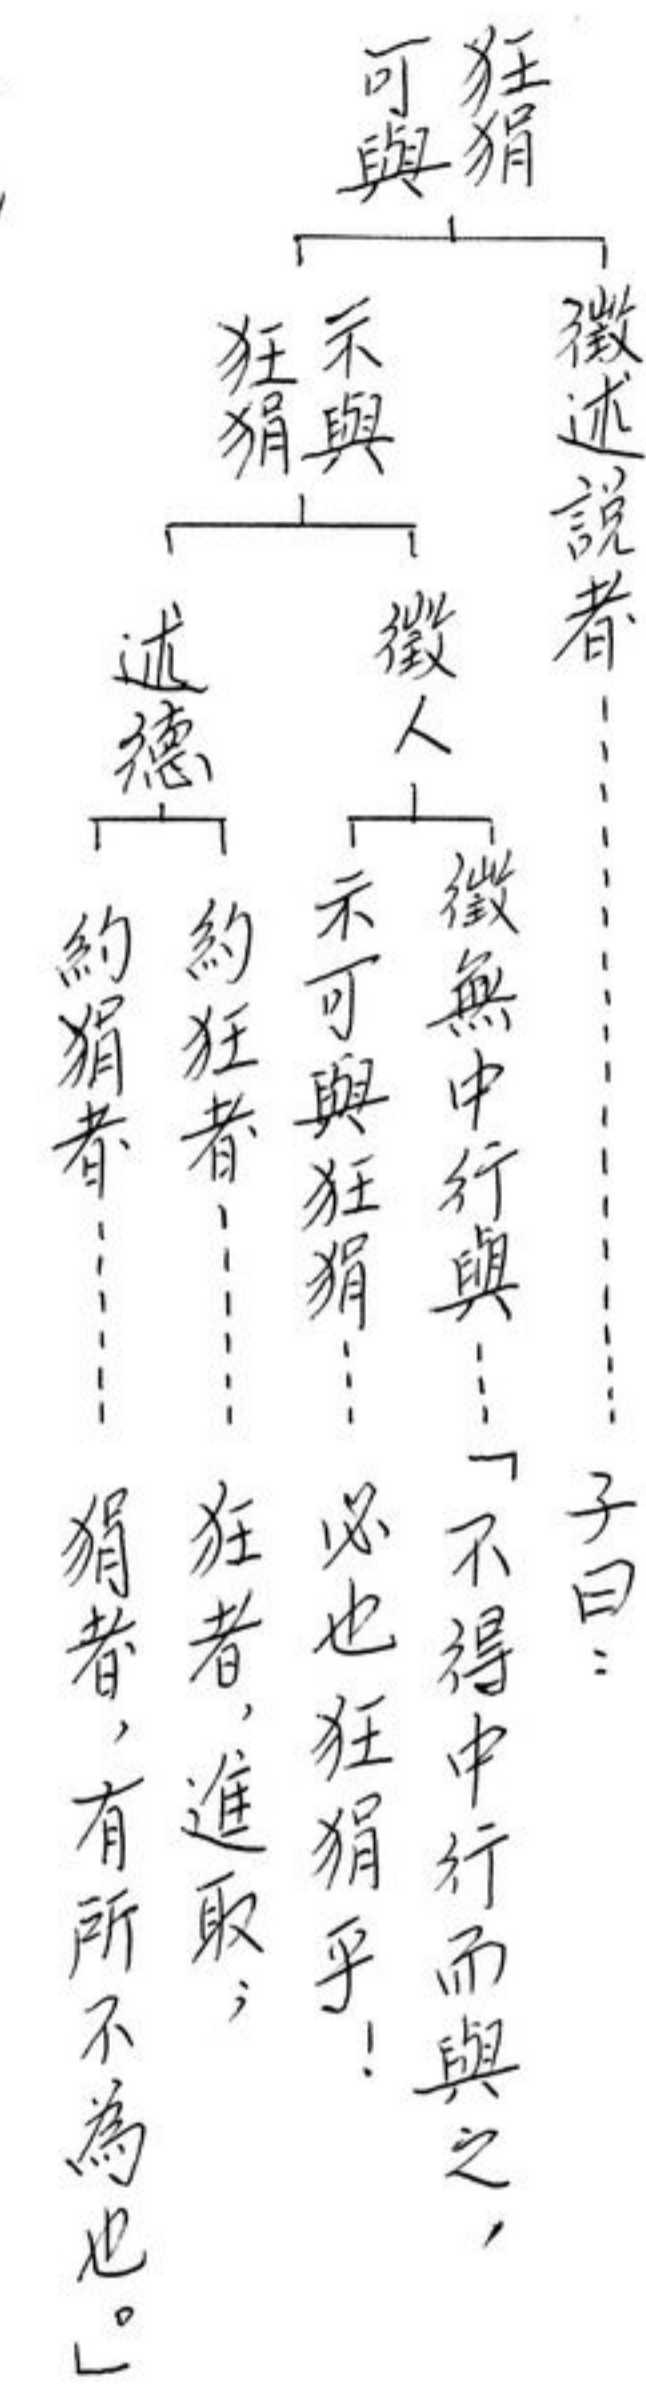 狂狷
可與
徵述說者
子曰：
示與
狂狷
徵人
徵無中行與
「不得中行而與之，
示可與狂狷
必也狂狷乎！
述德
約狂者
狂者，進取；
約狷者
狷者，有所不為也。」